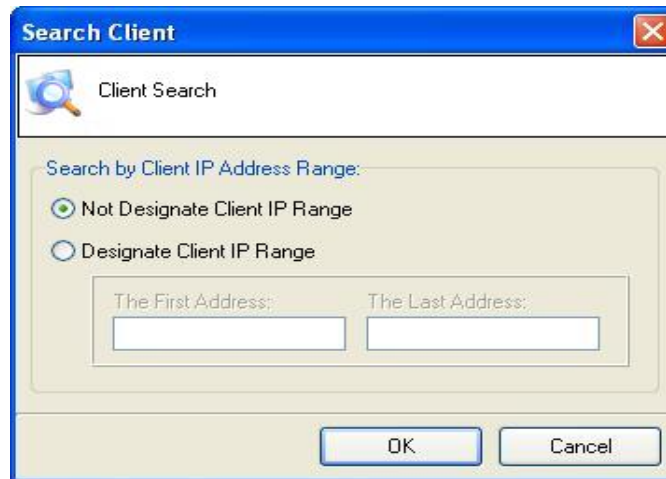 Search Client
Client Search
Search by Client IP Address Range:
Not Designate Client IP Range
Designate Client IP Range
The First Address: The Last Address:
OK Cancel